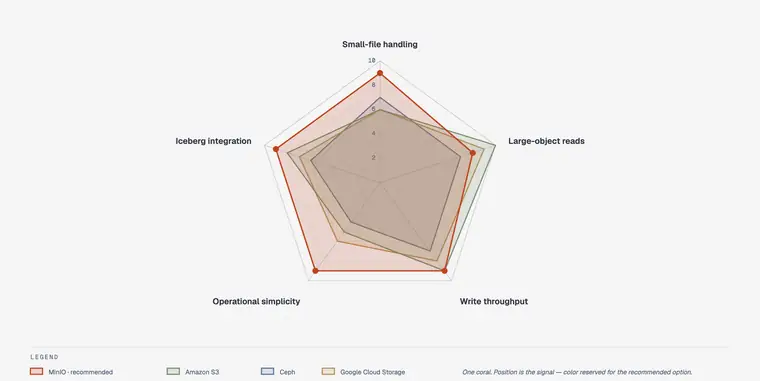 Small-file handling
10
8
6
4
2
Iceberg integration
Large-object reads
Operational simplicity
Write throughput
LEGEND
MinIO · recommended
Amazon S3
Ceph
Google Cloud Storage
One coral. Position is the signal — color reserved for the recommended option.